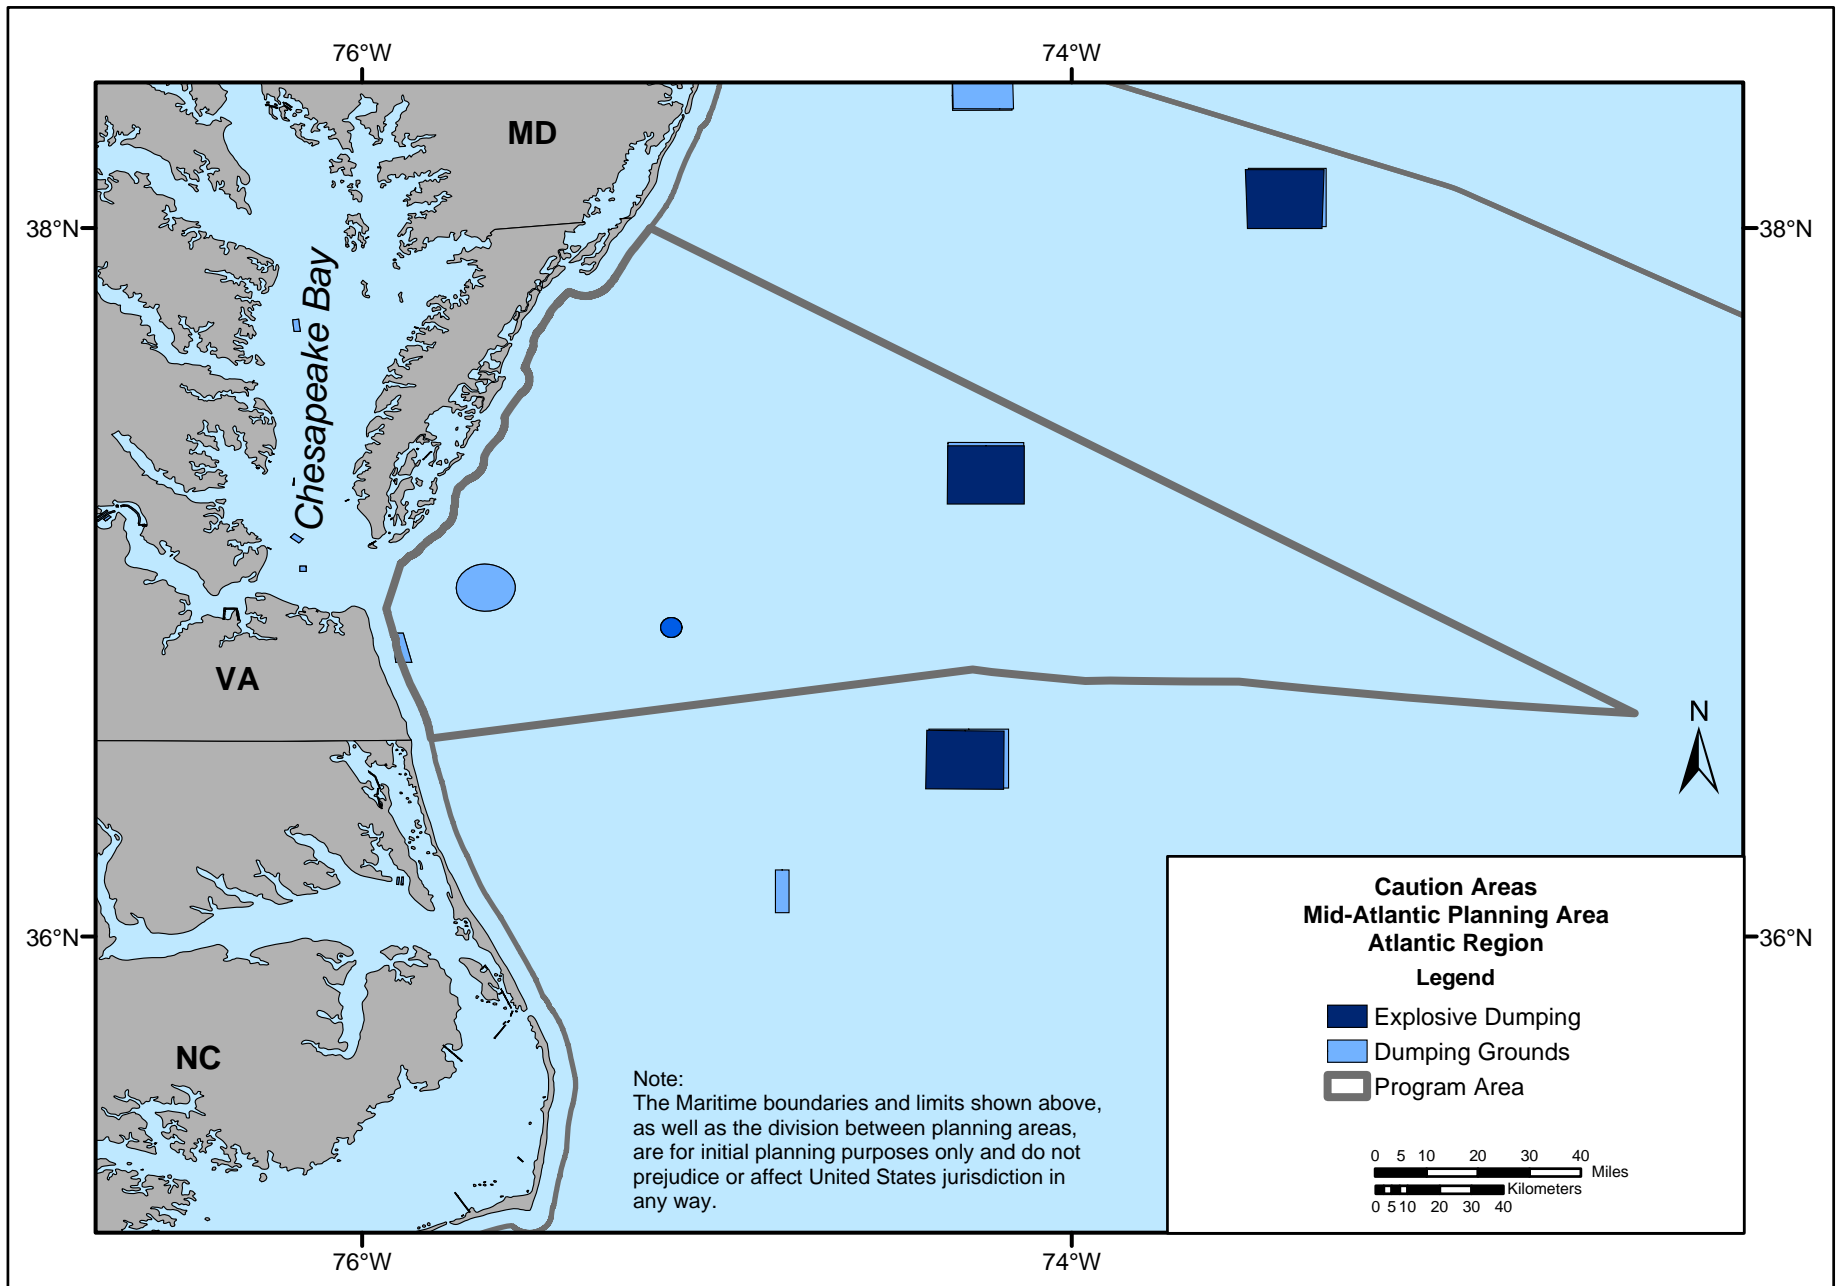 76°W
74°W
MD
38°N
38°N
Chesapeake Bay
VA
N
36°N
36°N
NC
Caution Areas
Mid-Atlantic Planning Area
Atlantic Region
Legend
Explosive Dumping
Dumping Grounds
Program Area
0 5 10 20 30 40
Miles
Kilometers
0 5 10 20 30 40
Note:
The Maritime boundaries and limits shown above,
as well as the division between planning areas,
are for initial planning purposes only and do not
prejudice or affect United States jurisdiction in
any way.
76°W
74°W